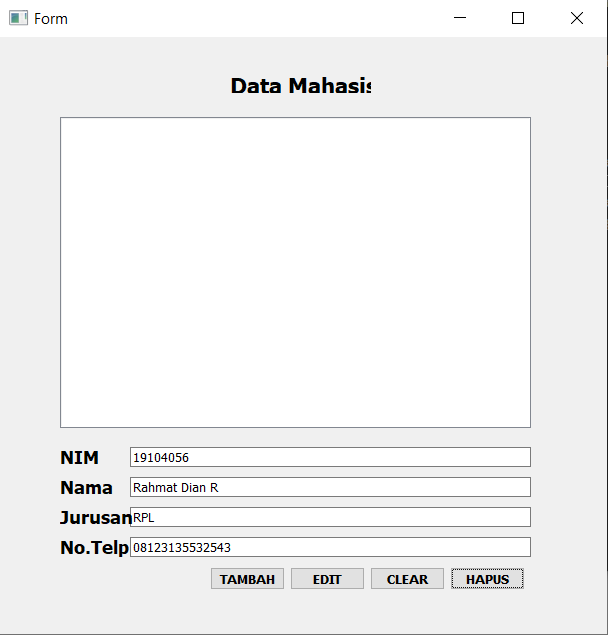 Form
Data Mahasis
NIM 19104056
Nama Rahmat Dian R
Jurusan RPL
No.Telp 08123135532543
TAMBAH EDIT CLEAR HAPUS